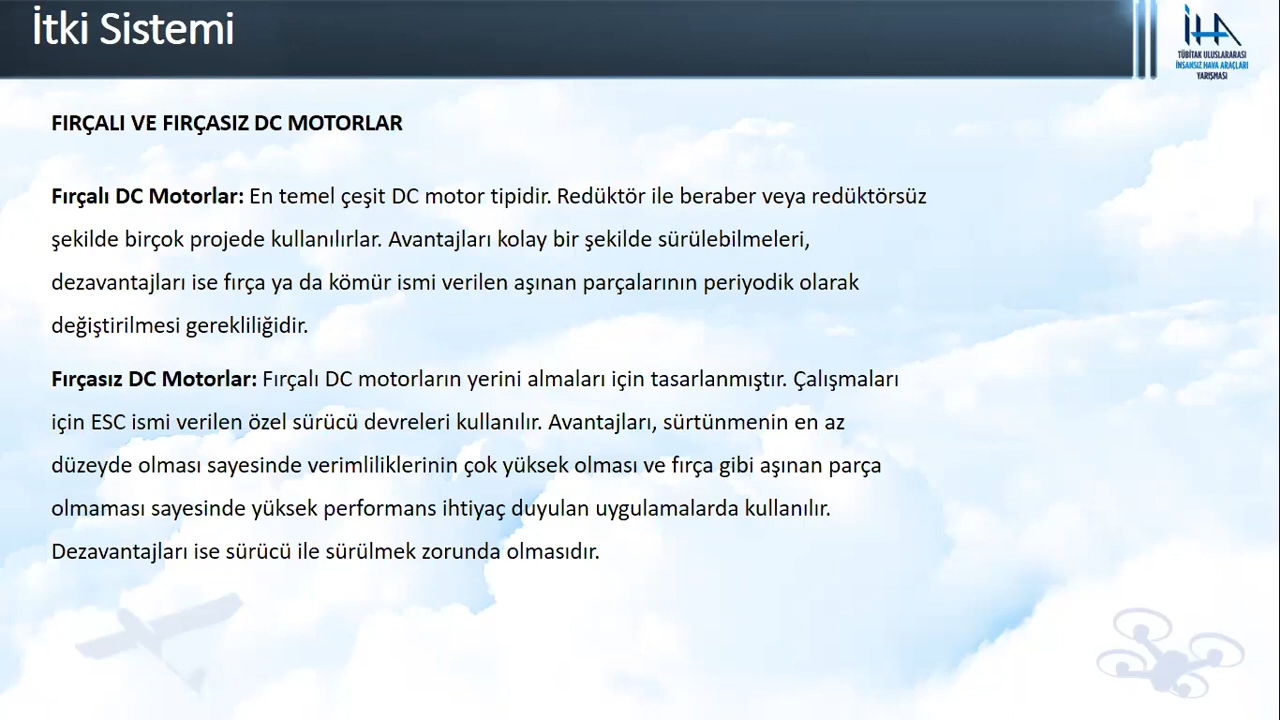 İtki Sistemi
İHA
TÜBİTAK ULUSLARARASI
İNSANSIZ HAVA ARAÇLARI
YARIŞMASI
FIRÇALI VE FIRÇASIZ DC MOTORLAR
Fırçalı DC Motorlar: En temel çeşit DC motor tipidir. Redüktör ile beraber veya redüktörsüz
şekilde birçok projede kullanılırlar. Avantajları kolay bir şekilde sürülebilmeleri,
dezavantajları ise fırça ya da kömür ismi verilen aşınan parçalarının periyodik olarak
değiştirilmesi gerekliliğidir.
Fırçasız DC Motorlar: Fırçalı DC motorların yerini almaları için tasarlanmıştır. Çalışmaları
için ESC ismi verilen özel sürücü devreleri kullanılır. Avantajları, sürtünmenin en az
düzeyde olması sayesinde verimliliklerinin çok yüksek olması ve fırça gibi aşınan parça
olmaması sayesinde yüksek performans ihtiyaç duyulan uygulamalarda kullanılır.
Dezavantajları ise sürücü ile sürülmek zorunda olmasıdır.